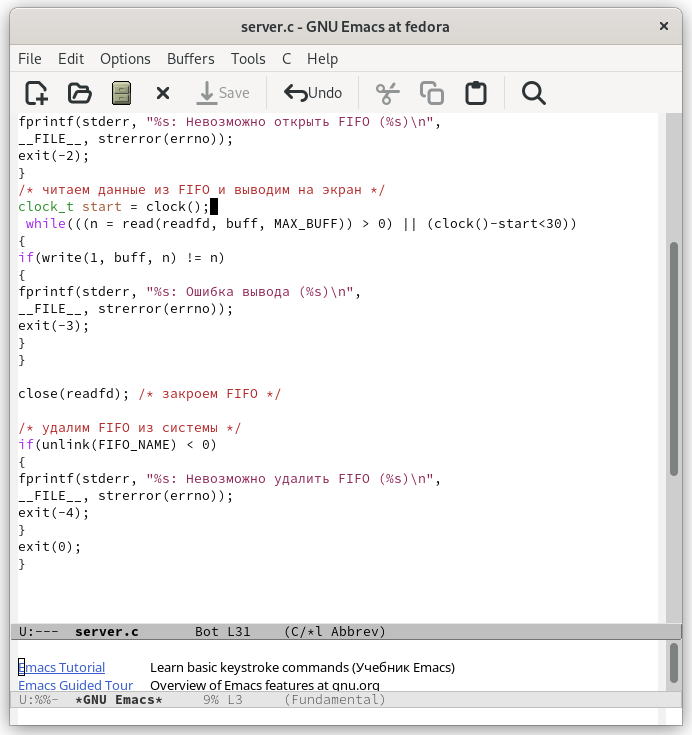 server.c - GNU Emacs at fedora
File Edit Options Buffers Tools C Help
Save Undo
fprintf(stderr, "%s: Невозможно открыть FIFO (%s)\n",
__FILE__, strerror(errno));
exit(-2);
}
/* читаем данные из FIFO и выводим на экран */
clock_t start = clock();
while(((n = read(readfd, buff, MAX_BUFF)) > 0) || (clock()-start<30))
{
if(write(1, buff, n) != n)
{
fprintf(stderr, "%s: Ошибка вывода (%s)\n",
__FILE__, strerror(errno));
exit(-3);
}
}
close(readfd); /* закроем FIFO */
/* удалим FIFO из системы */
if(unlink(FIFO_NAME) < 0)
{
fprintf(stderr, "%s: Невозможно удалить FIFO (%s)\n",
__FILE__, strerror(errno));
exit(-4);
}
exit(0);
}
U:--- server.c Bot L31 (C/*l Abbrev)
Emacs Tutorial Learn basic keystroke commands (Учебник Emacs)
Emacs Guided Tour Overview of Emacs features at gnu.org
U:%%- *GNU Emacs* 9% L3 (Fundamental)